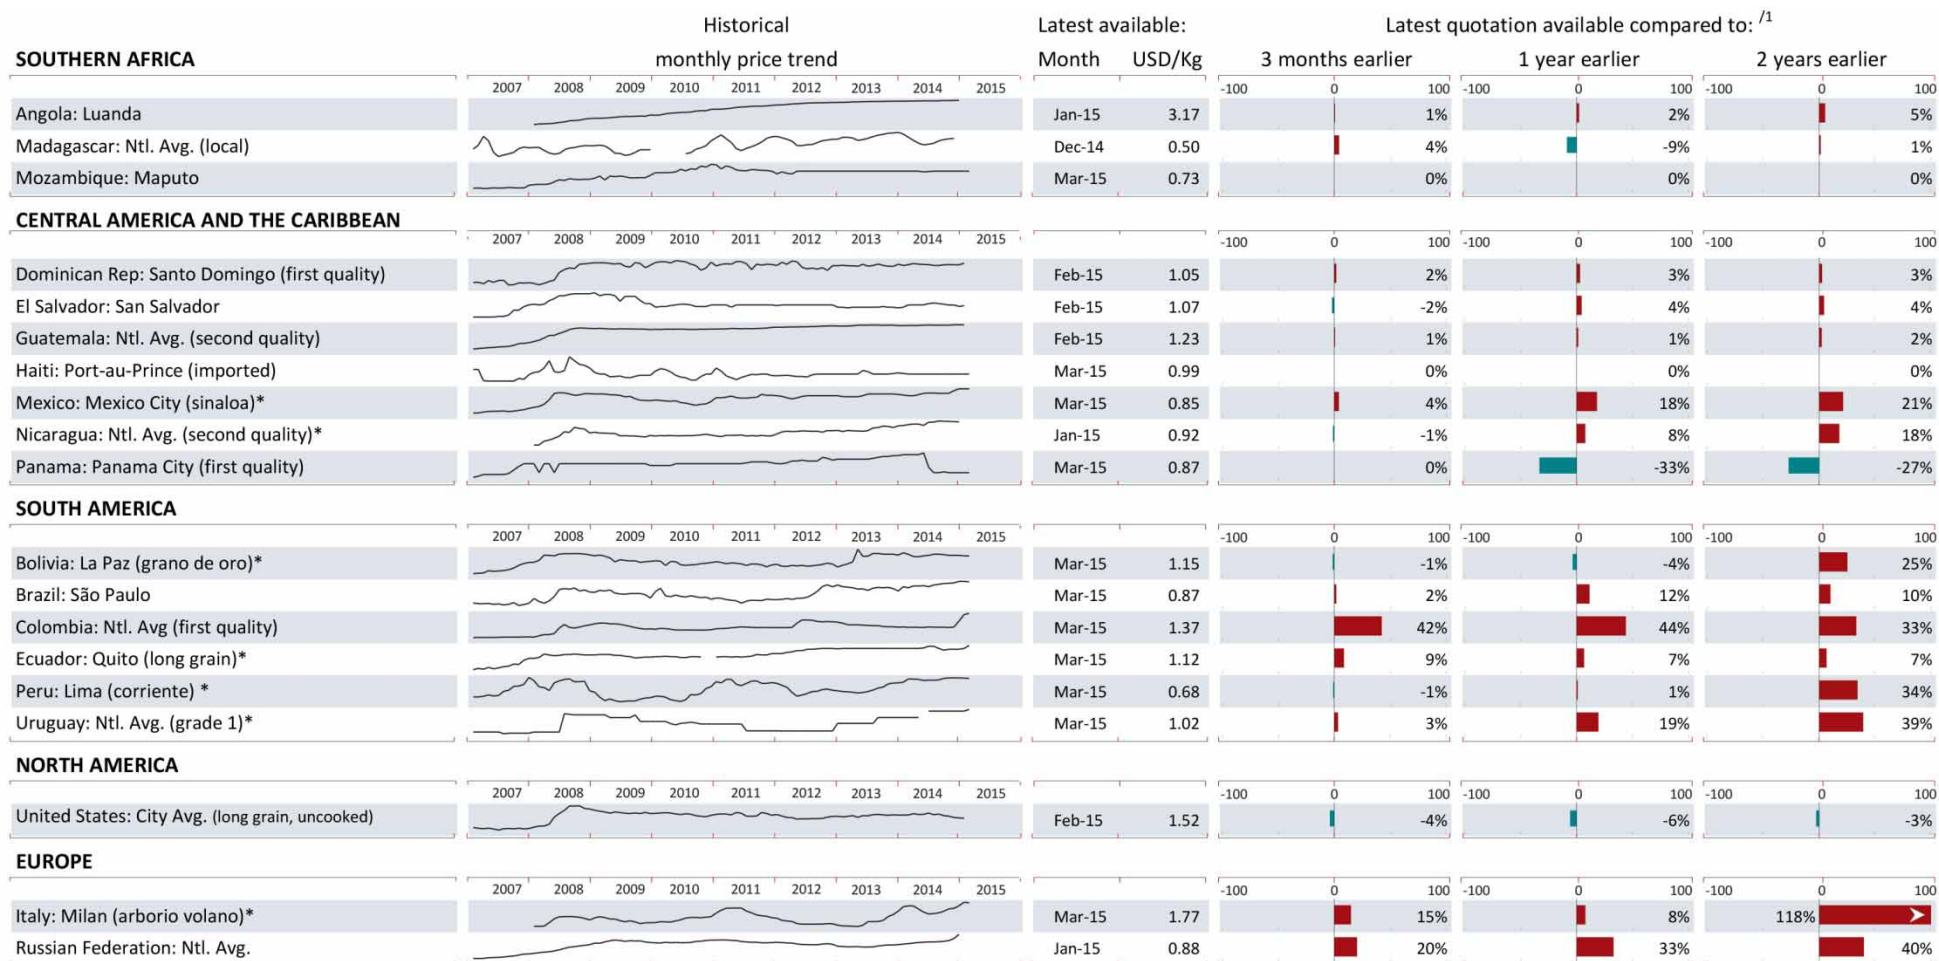 Historical Latest available: Latest quotation available compared to: /1
SOUTHERN AFRICA monthly price trend Month USD/Kg 3 months earlier 1 year earlier 2 years earlier
2007 2008 2009 2010 2011 2012 2013 2014 2015 -100 0 100 -100 0 100 -100 0 100
Angola: Luanda Jan-15 3.17 1% 2% 5%
Madagascar: Ntl. Avg. (local) Dec-14 0.50 4% -9% 1%
Mozambique: Maputo Mar-15 0.73 0% 0% 0%
CENTRAL AMERICA AND THE CARIBBEAN
2007 2008 2009 2010 2011 2012 2013 2014 2015 -100 0 100 -100 0 100 -100 0 100
Dominican Rep: Santo Domingo (first quality) Feb-15 1.05 2% 3% 3%
El Salvador: San Salvador Feb-15 1.07 -2% 4% 4%
Guatemala: Ntl. Avg. (second quality) Feb-15 1.23 1% 1% 2%
Haiti: Port-au-Prince (imported) Mar-15 0.99 0% 0% 0%
Mexico: Mexico City (sinaloa)* Mar-15 0.85 4% 18% 21%
Nicaragua: Ntl. Avg. (second quality)* Jan-15 0.92 -1% 8% 18%
Panama: Panama City (first quality) Mar-15 0.87 0% -33% -27%
SOUTH AMERICA
2007 2008 2009 2010 2011 2012 2013 2014 2015 -100 0 100 -100 0 100 -100 0 100
Bolivia: La Paz (grano de oro)* Mar-15 1.15 -1% -4% 25%
Brazil: São Paulo Mar-15 0.87 2% 12% 10%
Colombia: Ntl. Avg (first quality) Mar-15 1.37 42% 44% 33%
Ecuador: Quito (long grain)* Mar-15 1.12 9% 7% 7%
Peru: Lima (corriente) * Mar-15 0.68 -1% 1% 34%
Uruguay: Ntl. Avg. (grade 1)* Mar-15 1.02 3% 19% 39%
NORTH AMERICA
2007 2008 2009 2010 2011 2012 2013 2014 2015 -100 0 100 -100 0 100 -100 0 100
United States: City Avg. (long grain, uncooked) Feb-15 1.52 -4% -6% -3%
EUROPE
2007 2008 2009 2010 2011 2012 2013 2014 2015 -100 0 100 -100 0 100 -100 0 100
Italy: Milan (arborio volano)* Mar-15 1.77 15% 8% 118%
Russian Federation: Ntl. Avg. Jan-15 0.88 20% 33% 40%